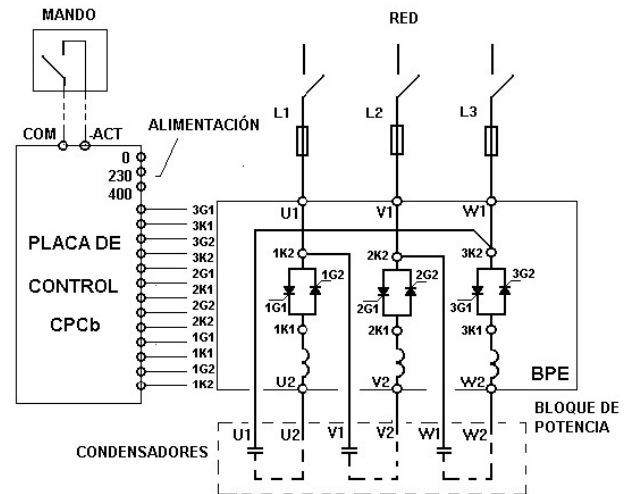 MANDO
RED
L1
L2
L3
COM
-ACT
ALIMENTACIÓN
0
230
400
PLACA DE
CONTROL
CPCb
3G1
3K1
3G2
3K2
2G1
2K1
2G2
2K2
1G1
1K1
1G2
1K2
U1
V1
W1
1K2
2K2
3K2
1G2
2G2
3G2
1G1
2G1
3G1
1K1
2K1
3K1
U2
V2
W2
BPE
BLOQUE DE
POTENCIA
CONDENSADORES
U1
U2
V1
V2
W1
W2